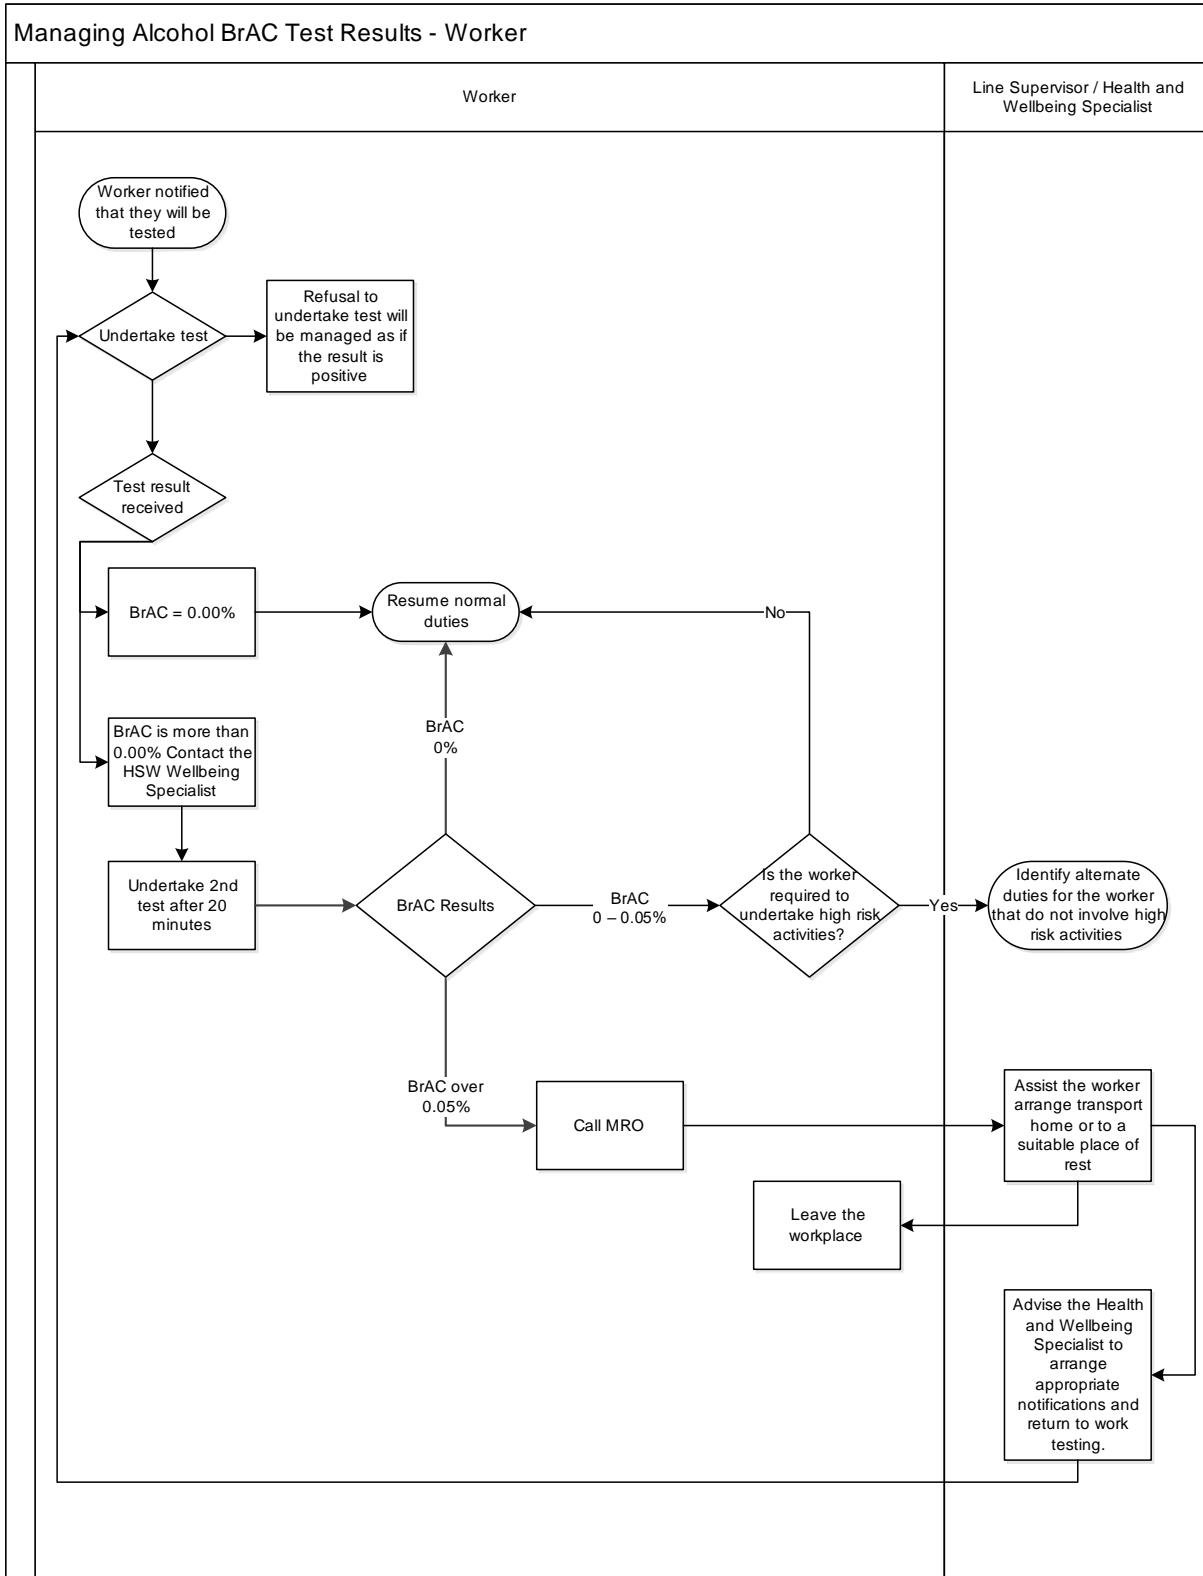 Managing Alcohol BrAC Test Results - Worker
Worker
Line Supervisor / Health and
Wellbeing Specialist
Worker notified
that they will be
tested
Undertake test
Refusal to
undertake test will
be managed as if
the result is
positive
Test result
received
BrAC = 0.00%
Resume normal
duties
No
BrAC is more than
0.00% Contact the
HSW Wellbeing
Specialist
BrAC
0%
Undertake 2nd
test after 20
minutes
BrAC Results
BrAC
0 – 0.05%
Is the worker
required to
undertake high risk
activities?
Yes
Identify alternate
duties for the worker
that do not involve high
risk activities
BrAC over
0.05%
Call MRO
Assist the worker
arrange transport
home or to a
suitable place of
rest
Leave the
workplace
Advise the Health
and Wellbeing
Specialist to
arrange
appropriate
notifications and
return to work
testing.